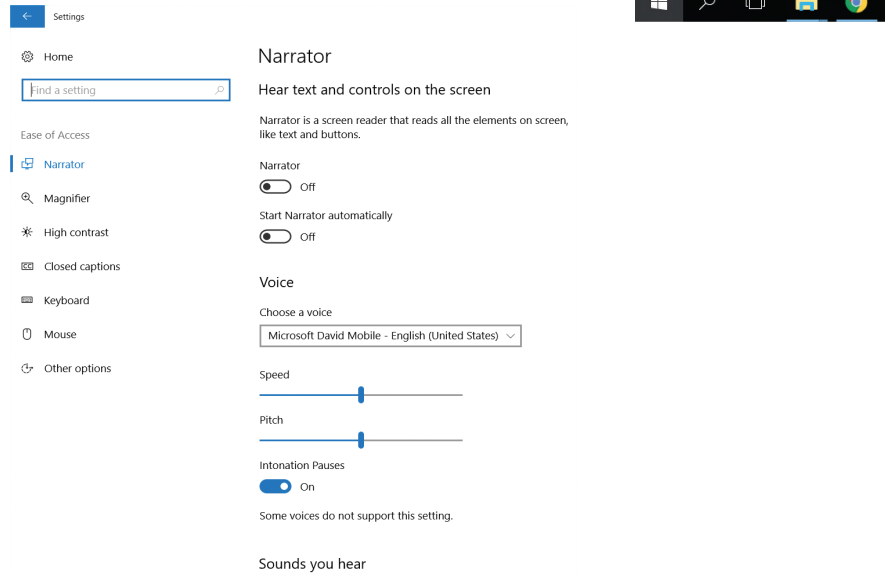 Settings
Home
Find a setting
Ease of Access
Narrator
Magnifier
High contrast
Closed captions
Keyboard
Mouse
Other options
Narrator
Hear text and controls on the screen
Narrator is a screen reader that reads all the elements on screen,
like text and buttons.
Narrator
Off
Start Narrator automatically
Off
Voice
Choose a voice
Microsoft David Mobile - English (United States)
Speed
Pitch
Intonation Pauses
On
Some voices do not support this setting.
Sounds you hear